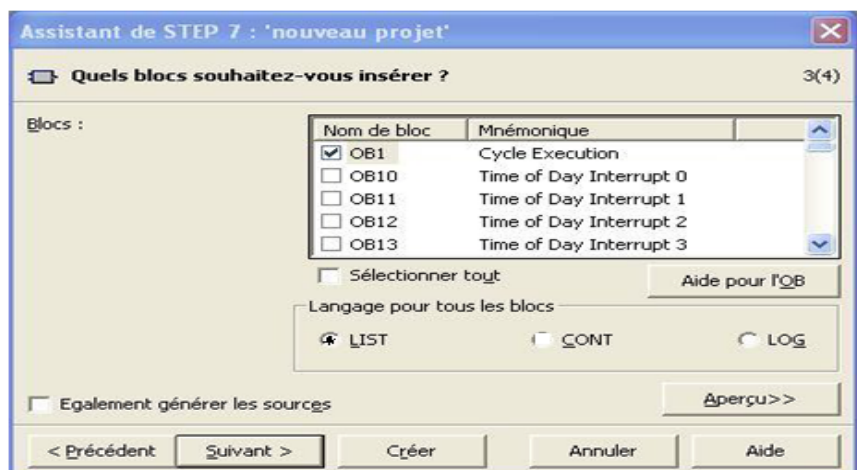 Assistant de STEP 7 : 'nouveau projet'
Quels blocs souhaitez-vous insérer ? 3(4)
Blocs :
Nom de bloc Mnémonique
OB1 Cycle Execution
OB10 Time of Day Interrupt 0
OB11 Time of Day Interrupt 1
OB12 Time of Day Interrupt 2
OB13 Time of Day Interrupt 3
Sélectionner tout
Aide pour l'OB
Langage pour tous les blocs
LIST CONT LOG
Egalement générer les sources
Aperçu>>
< Précédent Suivant > Créer Annuler Aide